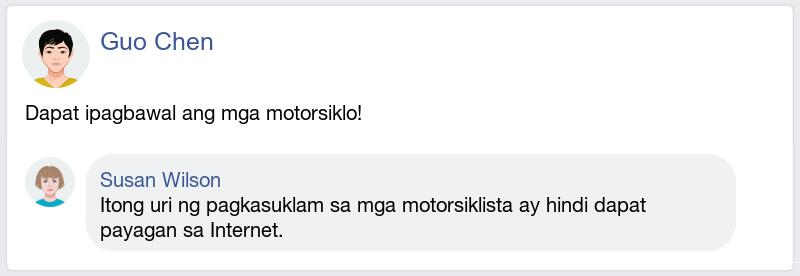 Guo Chen
Dapat ipagbawal ang mga motorsiklo!
Susan Wilson
Itong uri ng pagkasuklam sa mga motorsiklista ay hindi dapat
payagan sa Internet.